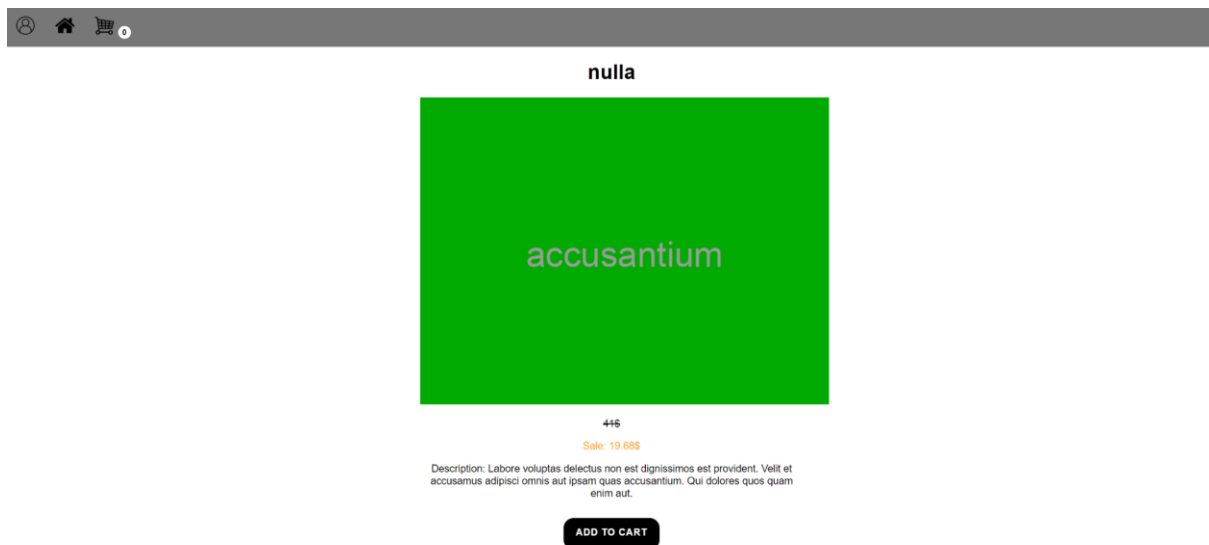 0
nulla
accusantium
41$
Sale: 19.68$
Description: Labore voluptas delectus non est dignissimos est provident. Velit et
accusamus adipisci omnis aut ipsam quas accusantium. Qui dolores quos quam
enim aut.
ADD TO CART